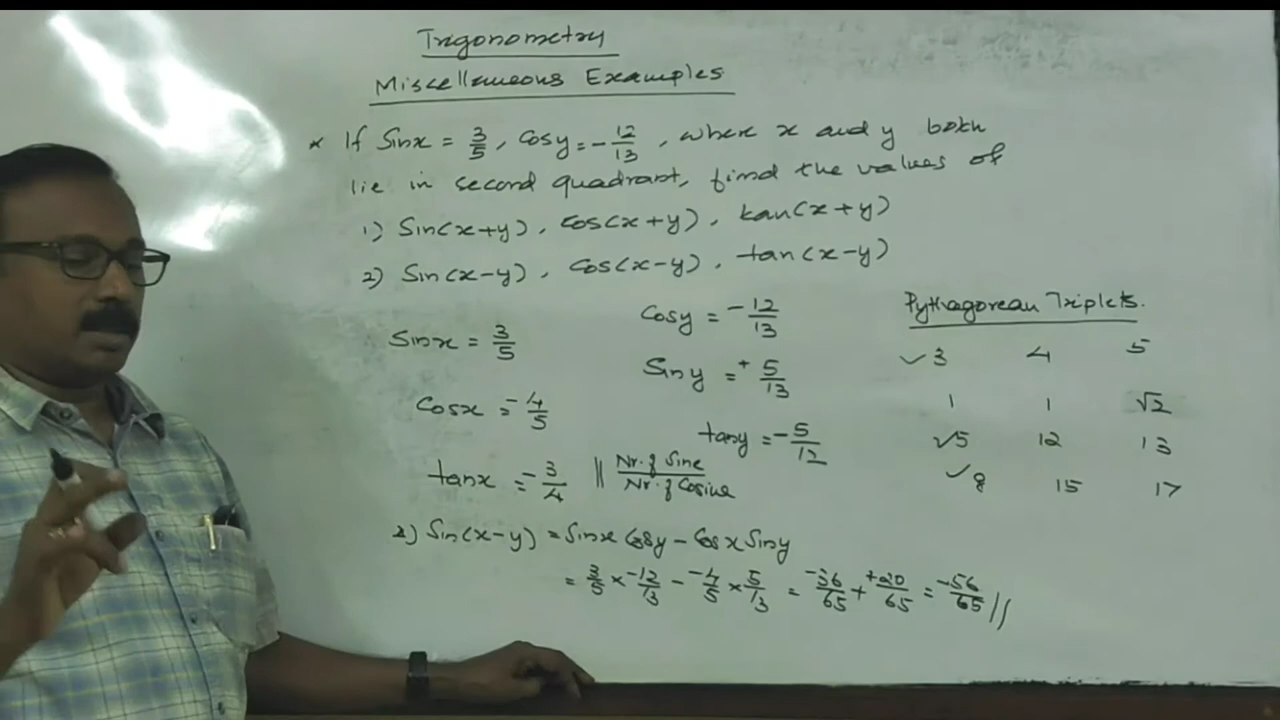 Trigonometry
Miscellaneous Examples
* If Sinx = 3/5, Cosy = -12/13, where x and y both
lie in second quadrant, find the values of
1) Sin(x+y), Cos(x+y), tan(x+y)
2) Sin(x-y), Cos(x-y), tan(x-y)
Sinx = 3/5
Cosx = -4/5
tanx = -3/4 || Nr. of Sine / Nr. of Cosine
Cosy = -12/13
Siny = +5/13
tany = -5/12
Pythagorean Triplets.
✓3 4 5
1 1 √2
✓5 12 13
✓8 15 17
2) Sin(x-y) = Sinx Cosy - Cosx Siny
= 3/5 × -12/13 - -4/5 × 5/13 = -36/65 + +20/65 = -56/65 //